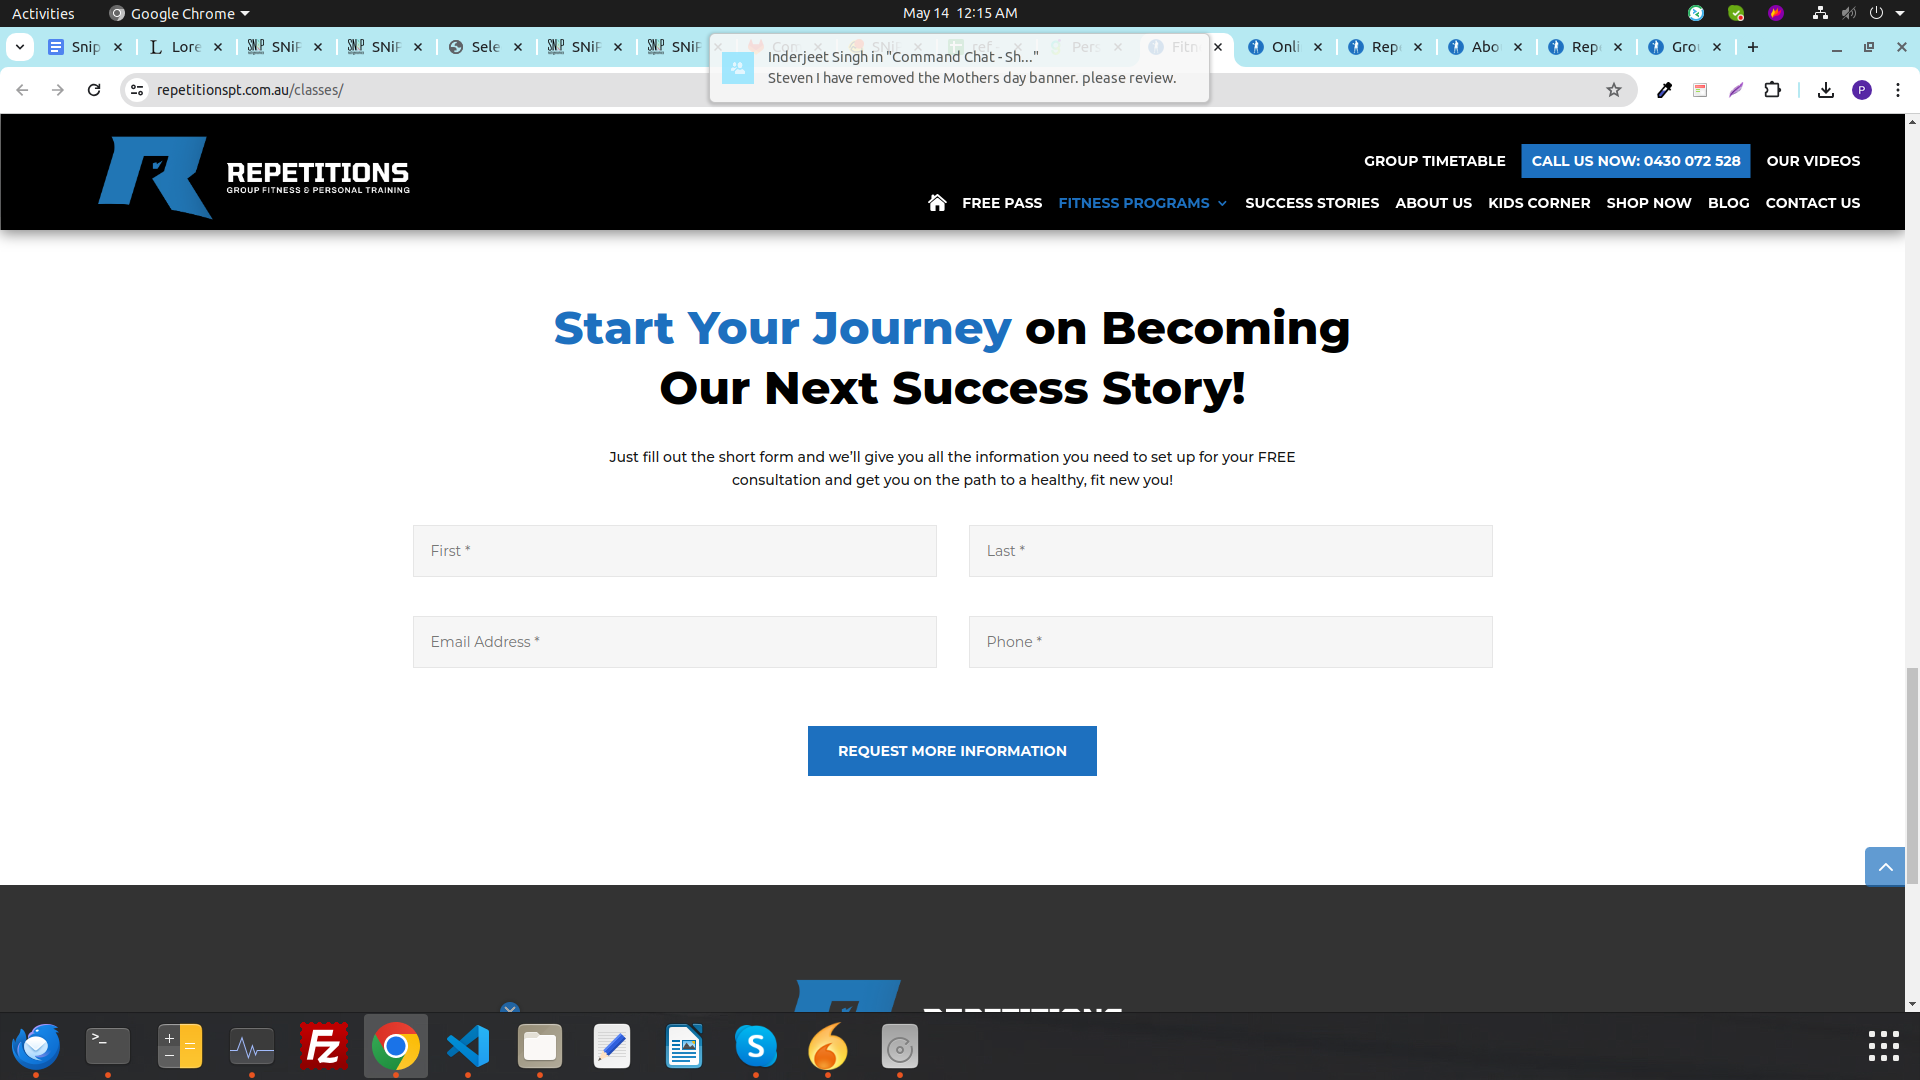 Activities
Google Chrome
May 14 12:15 AM
Snip
Lore
SNiP
SNiP
Sele
SNiP
SNiP
Onli
Rep
Abo
Rep
Grou
Inderjeet Singh in "Command Chat - Sh..."
Steven I have removed the Mothers day banner. please review.
repetitionspt.com.au/classes/
P
REPETITIONS
GROUP FITNESS & PERSONAL TRAINING
GROUP TIMETABLE
CALL US NOW: 0430 072 528
OUR VIDEOS
FREE PASS
FITNESS PROGRAMS
SUCCESS STORIES
ABOUT US
KIDS CORNER
SHOP NOW
BLOG
CONTACT US
Start Your Journey on Becoming
Our Next Success Story!
Just fill out the short form and we’ll give you all the information you need to set up for your FREE
consultation and get you on the path to a healthy, fit new you!
First *
Last *
Email Address *
Phone *
REQUEST MORE INFORMATION
REPETITIONS